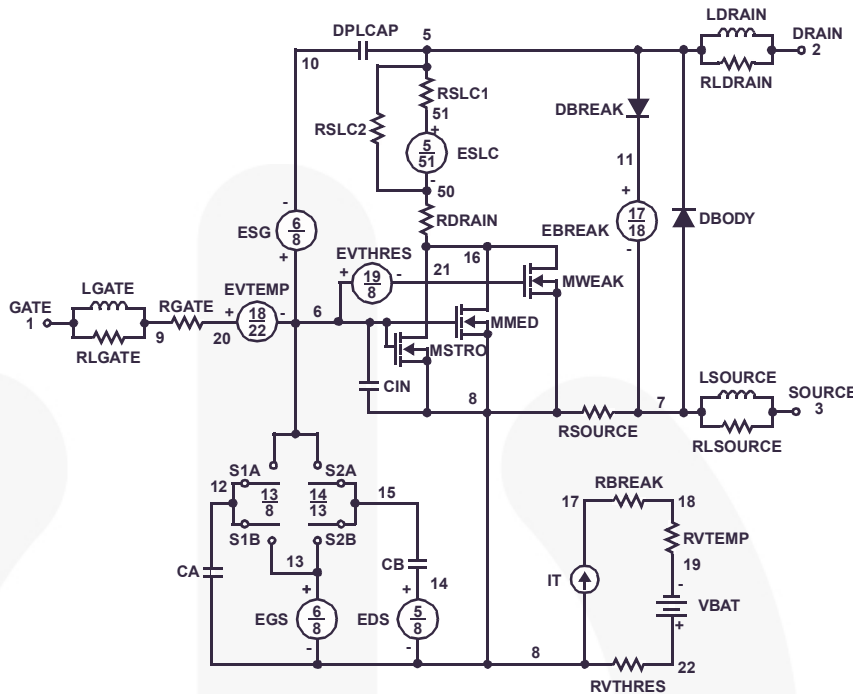 LDRAIN
DPLCAP 5 DRAIN
10 2
RSLC1 RLDRAIN
51 DBREAK
RSLC2 +
5
51 ESLC
- 11
50
- +
RDRAIN 17
18
6
8 ESG EBREAK DBODY
EVTHRES 16 -
+ + 19
8 - 21 MWEAK
LGATE EVTEMP
GATE RGATE + 18
22 - 6 MMED
1
9 20 MSTRO
RLGATE LSOURCE
CIN 8 7 SOURCE
3
RSOURCE RLSOURCE
S1A S2A
12 13
8 14
13 15 RBREAK
17 18
S1B S2B RVTEMP
13 CB 19
CA IT -
+ + 14
VBAT
EGS 6
8 EDS 5
8 +
- - 8 22
RVTHRES